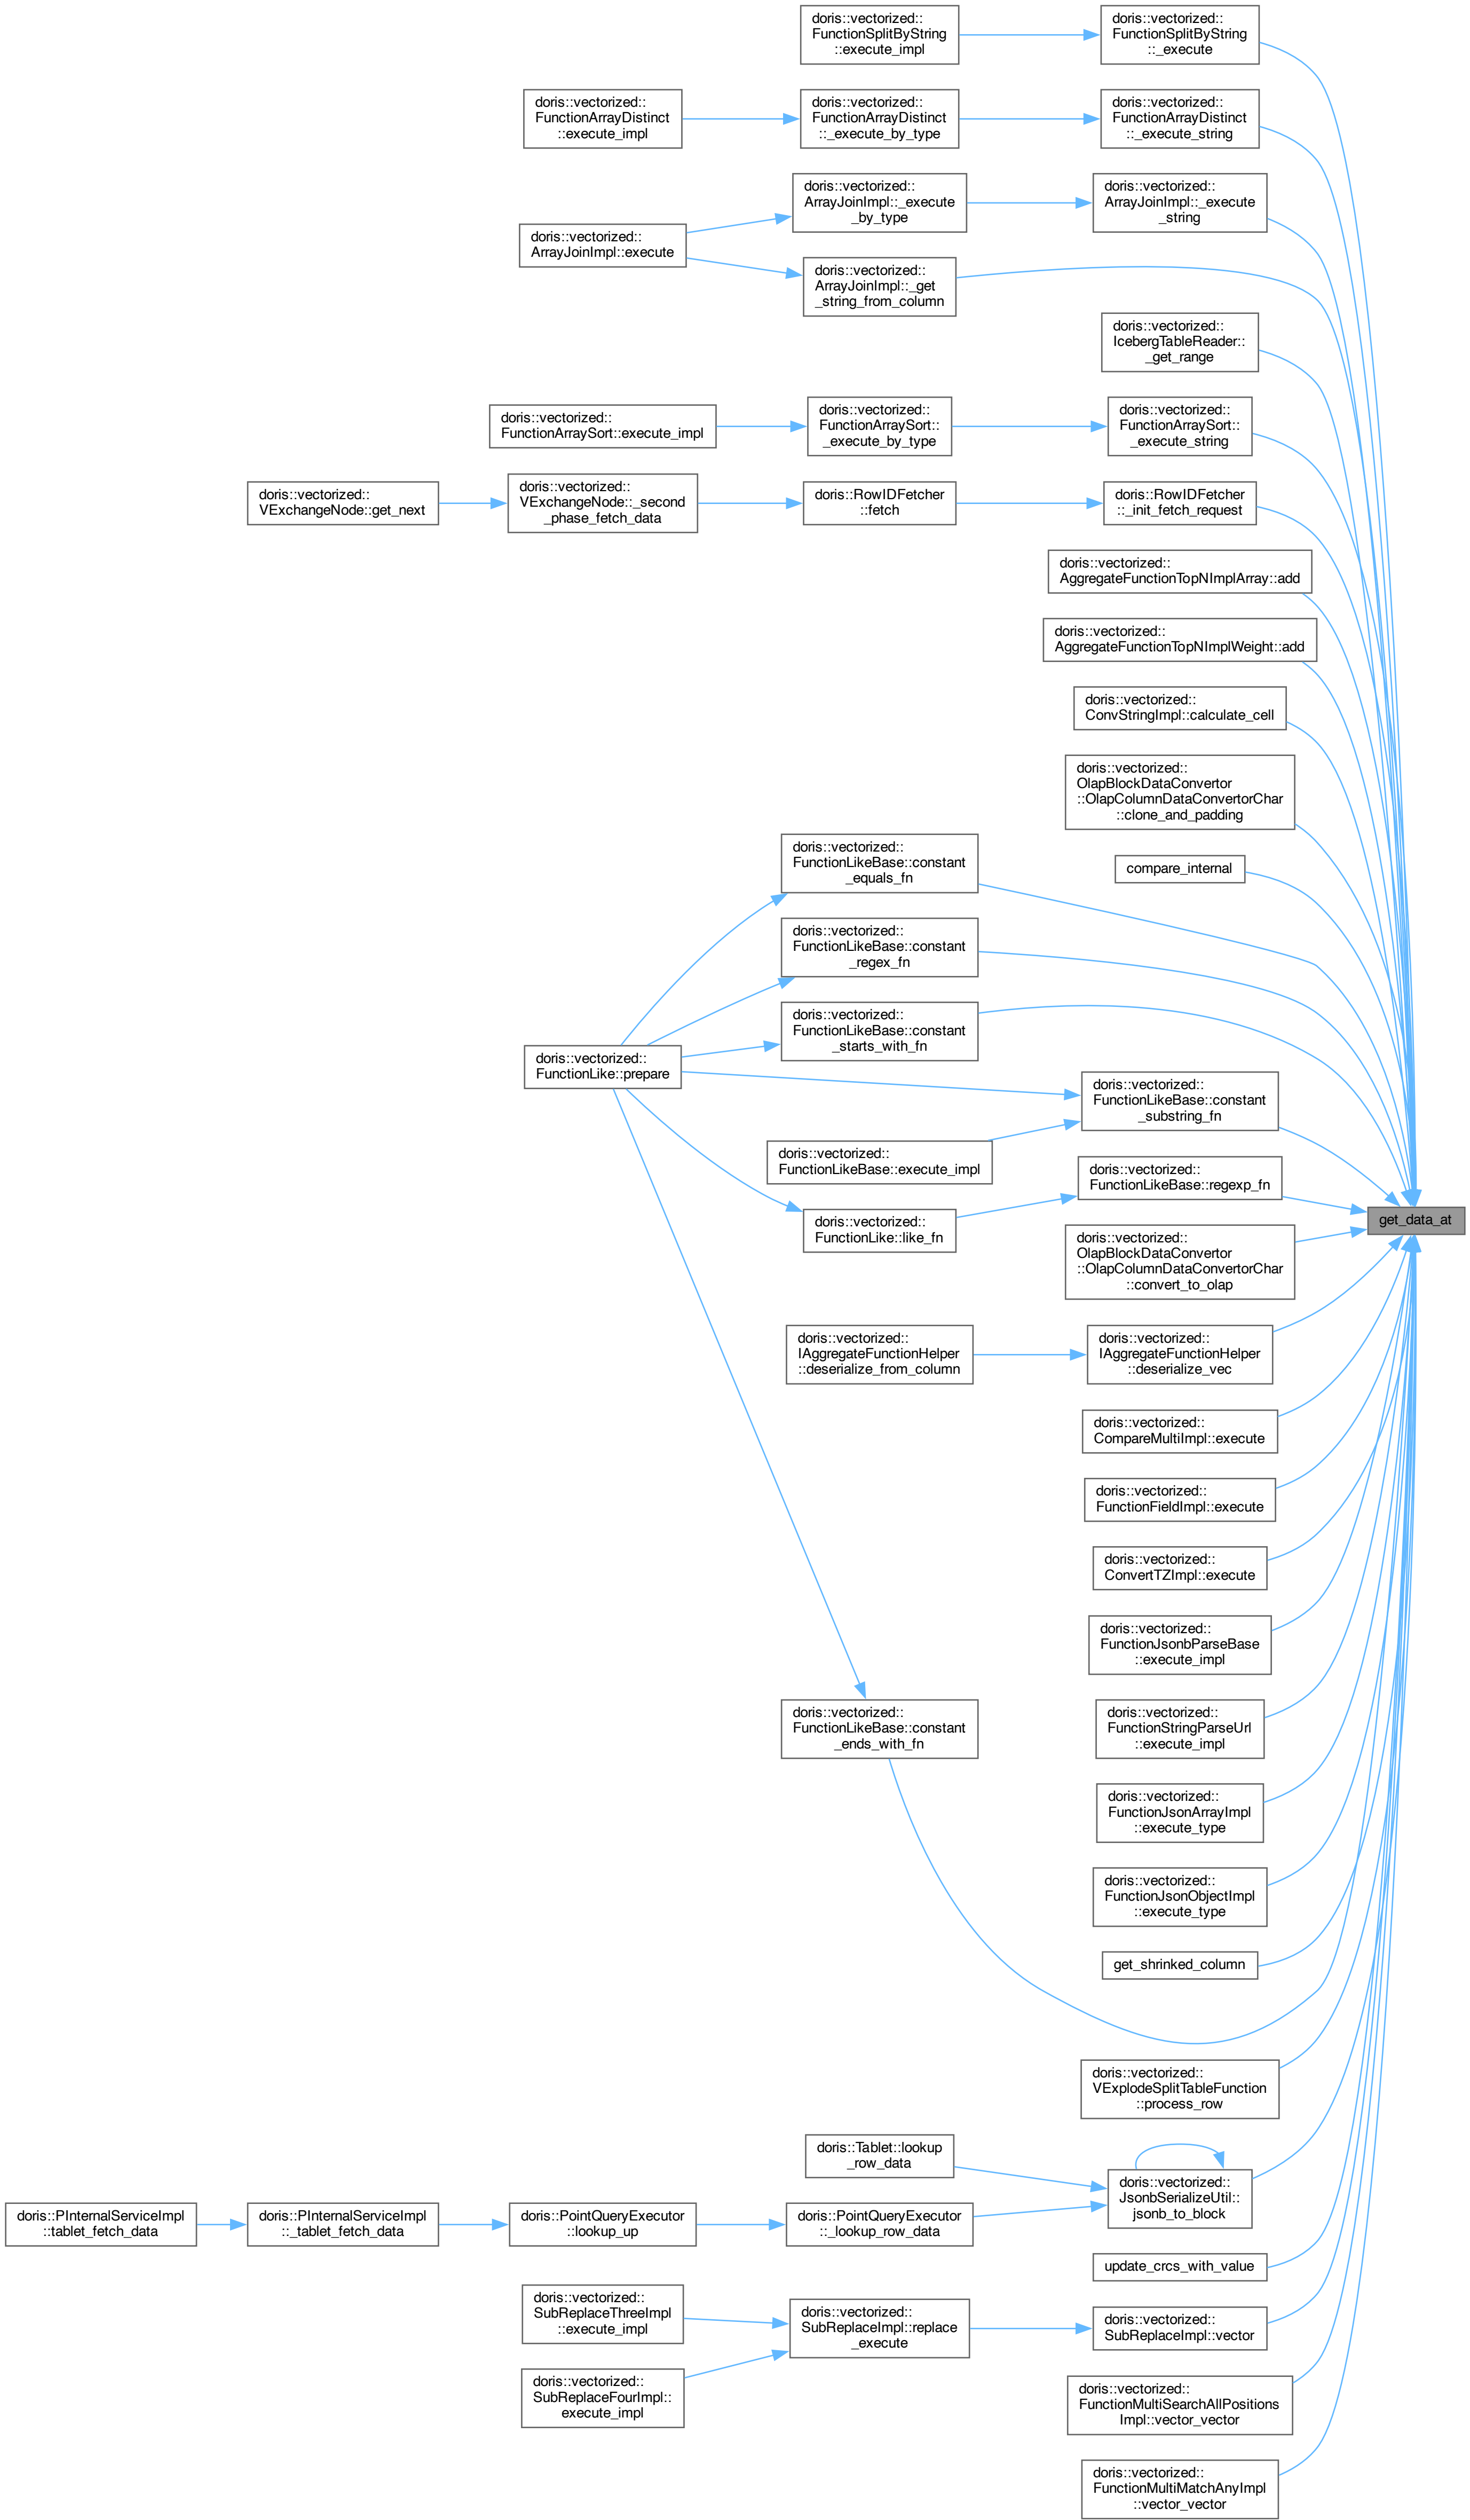 doris::vectorized::
FunctionSplitByString
::execute_impl
doris::vectorized::
FunctionSplitByString
::_execute
doris::vectorized::
FunctionArrayDistinct
::execute_impl
doris::vectorized::
FunctionArrayDistinct
::_execute_by_type
doris::vectorized::
FunctionArrayDistinct
::_execute_string
doris::vectorized::
ArrayJoinImpl::execute
doris::vectorized::
ArrayJoinImpl::_execute
_by_type
doris::vectorized::
ArrayJoinImpl::_execute
_string
doris::vectorized::
ArrayJoinImpl::_get
_string_from_column
doris::vectorized::
IcebergTableReader::
_get_range
doris::vectorized::
FunctionArraySort::execute_impl
doris::vectorized::
FunctionArraySort::
_execute_by_type
doris::vectorized::
FunctionArraySort::
_execute_string
doris::vectorized::
VExchangeNode::get_next
doris::vectorized::
VExchangeNode::_second
_phase_fetch_data
doris::RowIDFetcher
::fetch
doris::RowIDFetcher
::_init_fetch_request
doris::vectorized::
AggregateFunctionTopNImplArray::add
doris::vectorized::
AggregateFunctionTopNImplWeight::add
doris::vectorized::
ConvStringImpl::calculate_cell
doris::vectorized::
OlapBlockDataConvertor
::OlapColumnDataConvertorChar
::clone_and_padding
compare_internal
doris::vectorized::
FunctionLikeBase::constant
_equals_fn
doris::vectorized::
FunctionLikeBase::constant
_regex_fn
doris::vectorized::
FunctionLikeBase::constant
_starts_with_fn
doris::vectorized::
FunctionLike::prepare
doris::vectorized::
FunctionLikeBase::constant
_substring_fn
doris::vectorized::
FunctionLikeBase::execute_impl
doris::vectorized::
FunctionLikeBase::regexp_fn
doris::vectorized::
FunctionLike::like_fn
get_data_at
doris::vectorized::
OlapBlockDataConvertor
::OlapColumnDataConvertorChar
::convert_to_olap
doris::vectorized::
IAggregateFunctionHelper
::deserialize_from_column
doris::vectorized::
IAggregateFunctionHelper
::deserialize_vec
doris::vectorized::
CompareMultiImpl::execute
doris::vectorized::
FunctionFieldImpl::execute
doris::vectorized::
ConvertTZImpl::execute
doris::vectorized::
FunctionJsonbParseBase
::execute_impl
doris::vectorized::
FunctionLikeBase::constant
_ends_with_fn
doris::vectorized::
FunctionStringParseUrl
::execute_impl
doris::vectorized::
FunctionJsonArrayImpl
::execute_type
doris::vectorized::
FunctionJsonObjectImpl
::execute_type
get_shrinked_column
doris::vectorized::
VExplodeSplitTableFunction
::process_row
doris::Tablet::lookup
_row_data
doris::vectorized::
JsonbSerializeUtil::
jsonb_to_block
doris::PInternalServiceImpl
::tablet_fetch_data
doris::PInternalServiceImpl
::_tablet_fetch_data
doris::PointQueryExecutor
::lookup_up
doris::PointQueryExecutor
::_lookup_row_data
update_crcs_with_value
doris::vectorized::
SubReplaceThreeImpl
::execute_impl
doris::vectorized::
SubReplaceImpl::replace
_execute
doris::vectorized::
SubReplaceImpl::vector
doris::vectorized::
SubReplaceFourImpl::
execute_impl
doris::vectorized::
FunctionMultiSearchAllPositions
Impl::vector_vector
doris::vectorized::
FunctionMultiMatchAnyImpl
::vector_vector